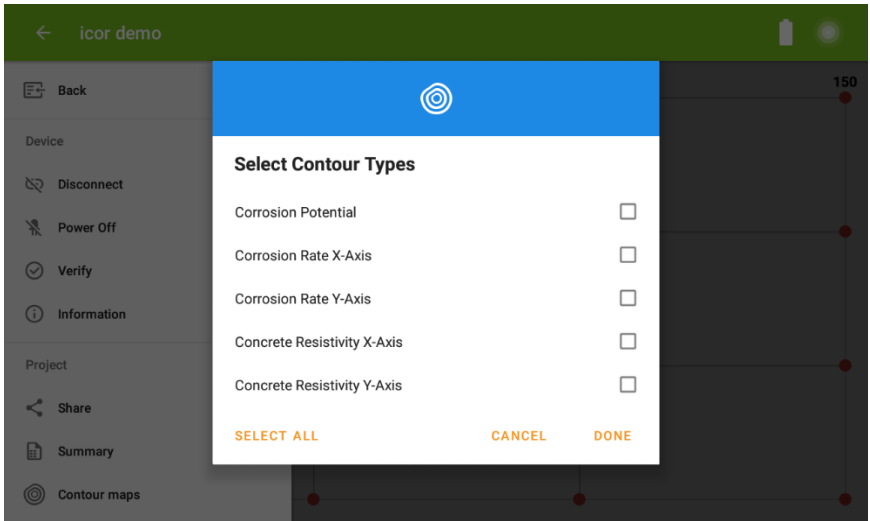 icor demo
Back
Device
Disconnect
Power Off
Verify
Information
Project
Share
Summary
Contour maps
150
Select Contour Types
Corrosion Potential
Corrosion Rate X-Axis
Corrosion Rate Y-Axis
Concrete Resistivity X-Axis
Concrete Resistivity Y-Axis
SELECT ALL CANCEL DONE